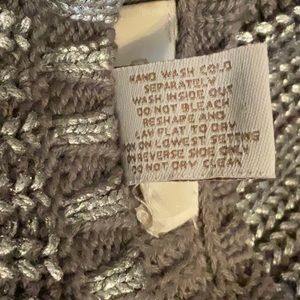 HAND WASH COLD
SEPARATELY
WASH INSIDE OUT
DO NOT BLEACH
RESHAPE AND
LAY FLAT TO DRY
ON LOWEST SETTING
ON REVERSE SIDE ONLY
DO NOT DRY CLEAN